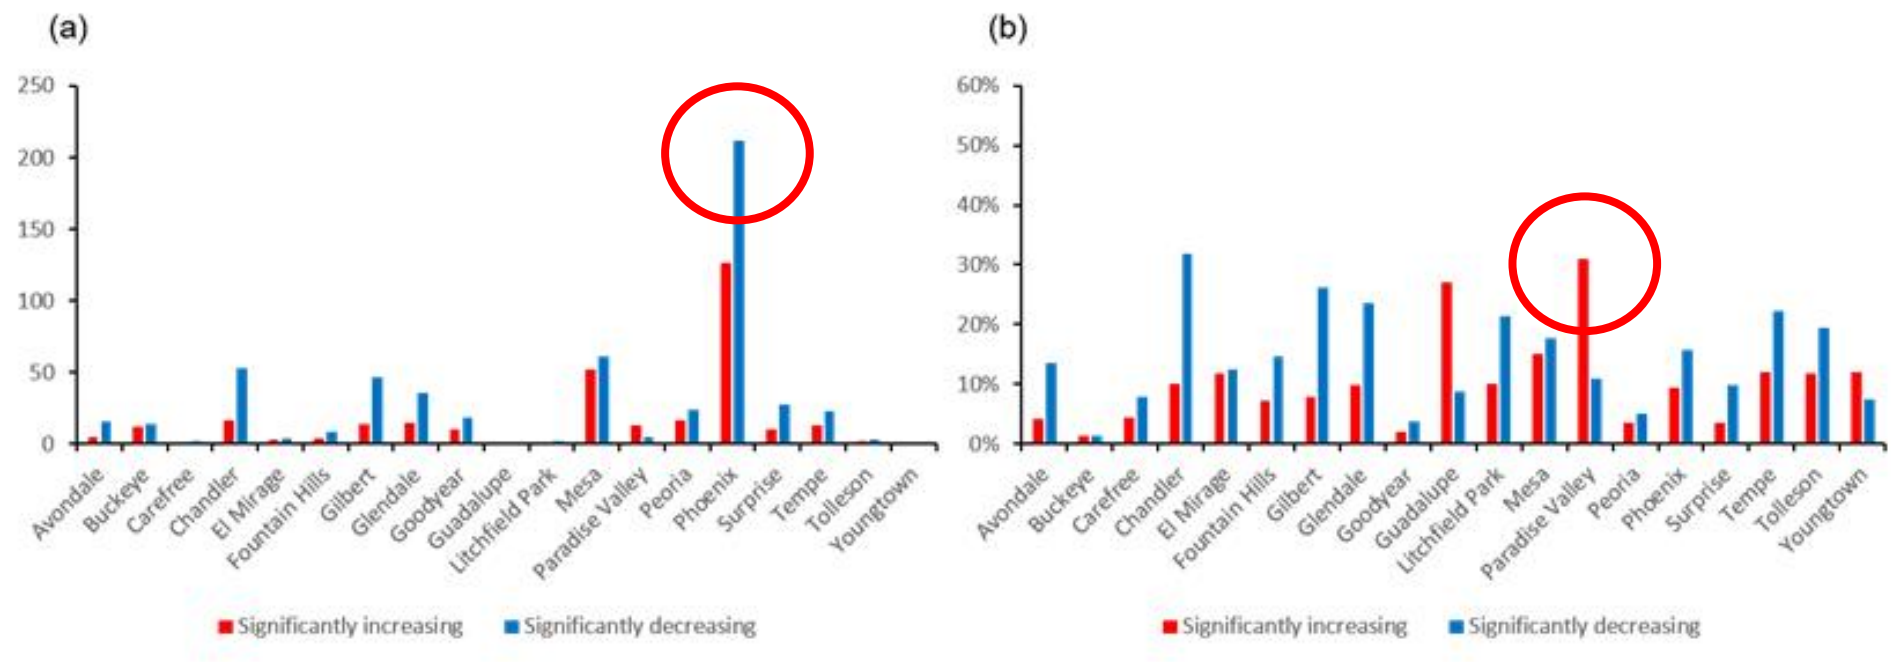 (a)
250
200
150
100
50
0
Avondale
Buckeye
Carefree
Chandler
El Mirage
Fountain Hills
Gilbert
Glendale
Goodyear
Guadalupe
Litchfield Park
Mesa
Paradise Valley
Peoria
Phoenix
Surprise
Tempe
Tolleson
Youngtown
Significantly increasing
Significantly decreasing
(b)
60%
50%
40%
30%
20%
10%
0%
Avondale
Buckeye
Carefree
Chandler
El Mirage
Fountain Hills
Gilbert
Glendale
Goodyear
Guadalupe
Litchfield Park
Mesa
Paradise Valley
Peoria
Phoenix
Surprise
Tempe
Tolleson
Youngtown
Significantly increasing
Significantly decreasing